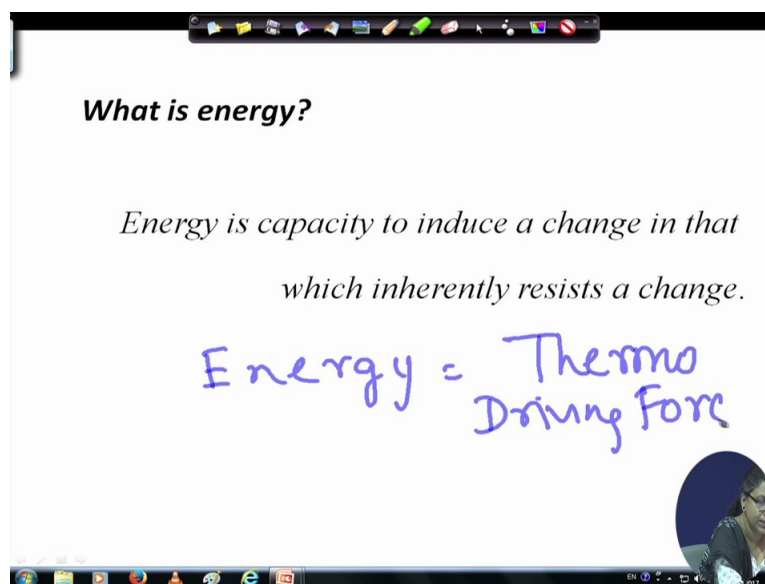 What is energy?
Energy is capacity to induce a change in that
which inherently resists a change.
Energy = Thermo
Driving Forc
EN